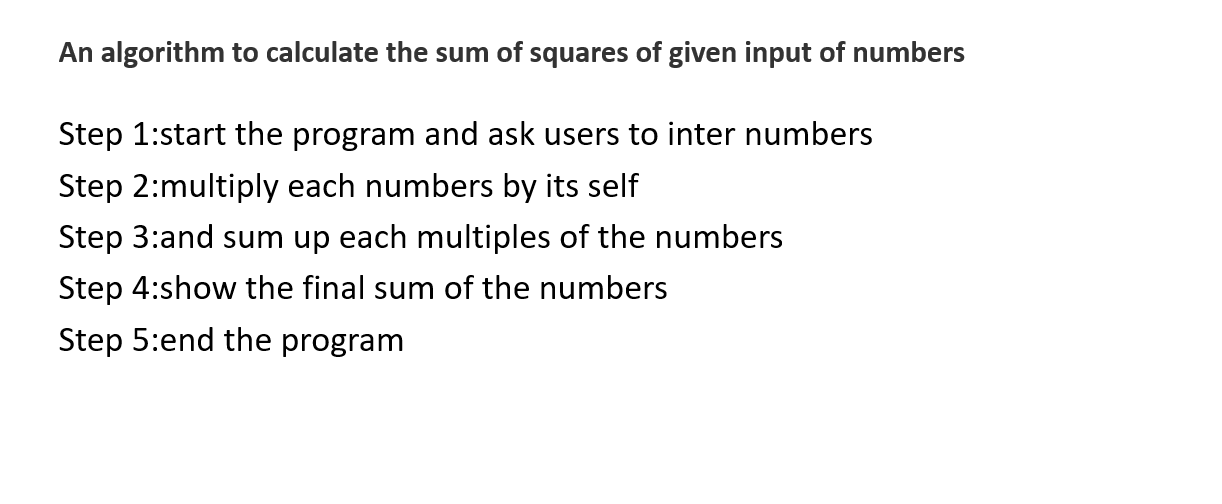 An algorithm to calculate the sum of squares of given input of numbers
Step 1:start the program and ask users to inter numbers
Step 2:multiply each numbers by its self
Step 3:and sum up each multiples of the numbers
Step 4:show the final sum of the numbers
Step 5:end the program